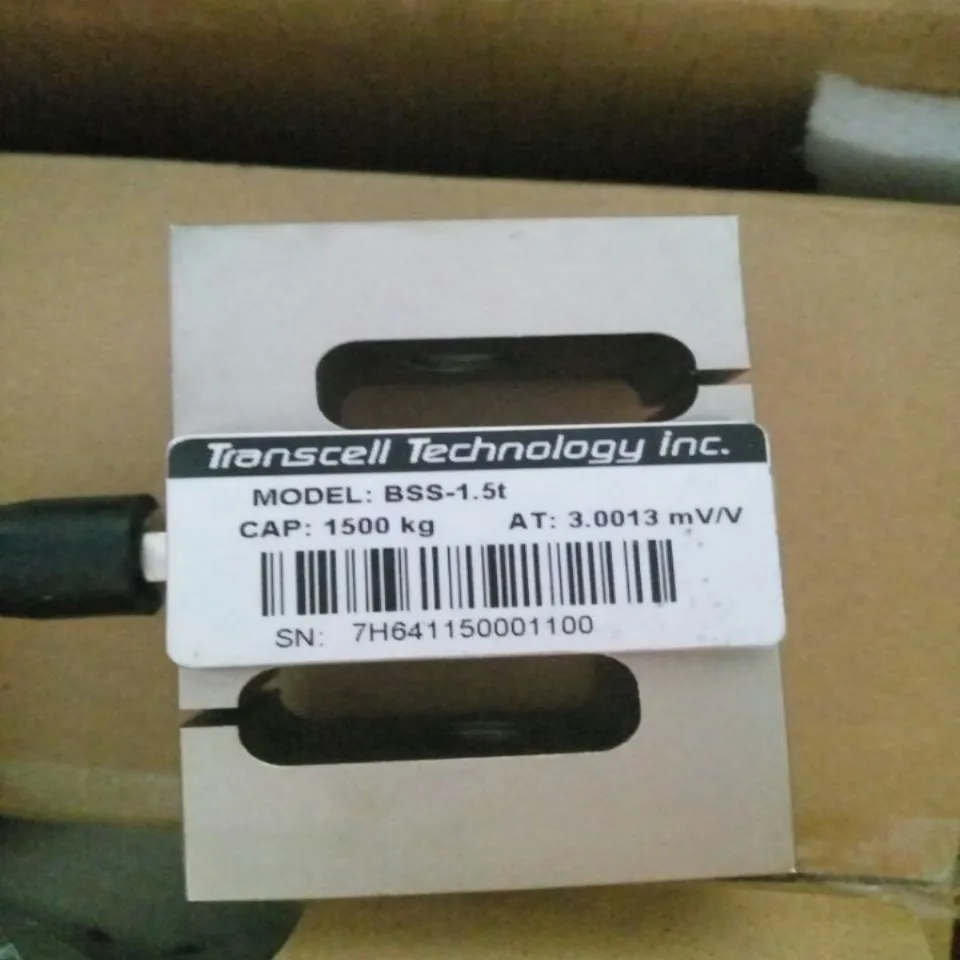 Transcell Technology Inc.
MODEL: BSS-1.5t
CAP: 1500 kg AT: 3.0013 mV/V
SN: 7H641150001100